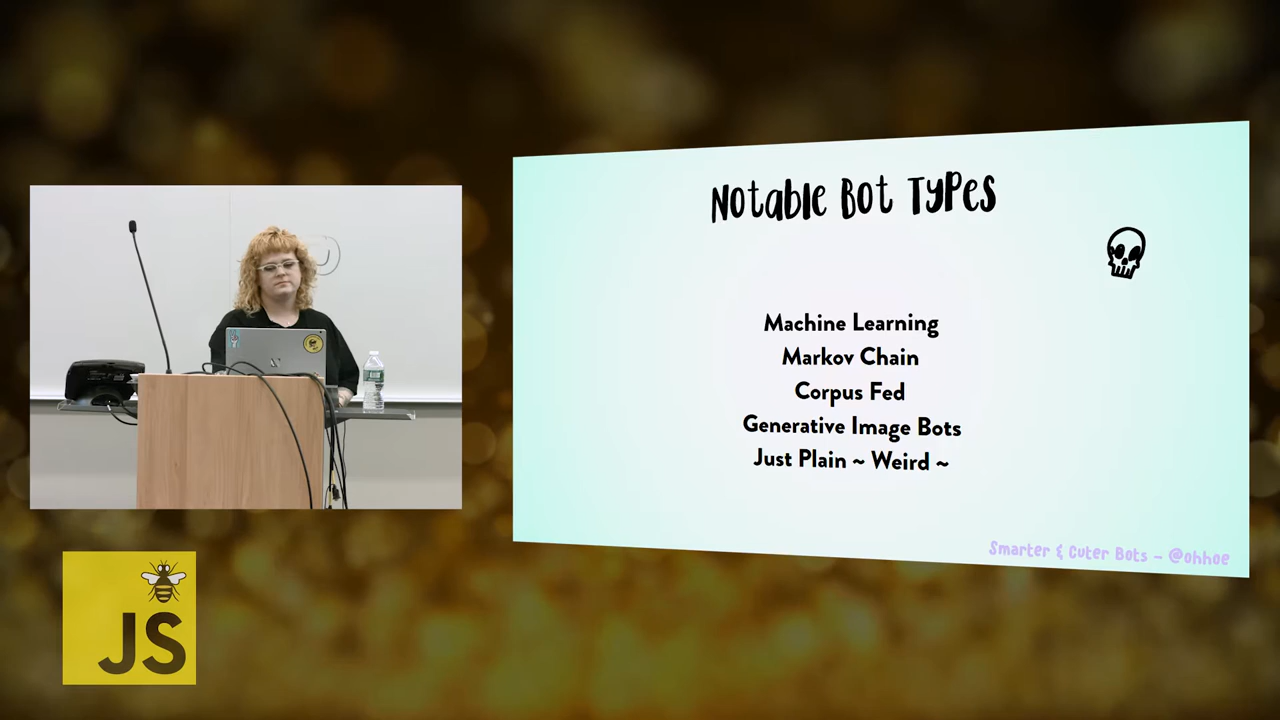 Notable Bot Types
Machine Learning
Markov Chain
Corpus Fed
Generative Image Bots
Just Plain ~ Weird ~
Smarter & Cuter Bots - @ohhoe
JS